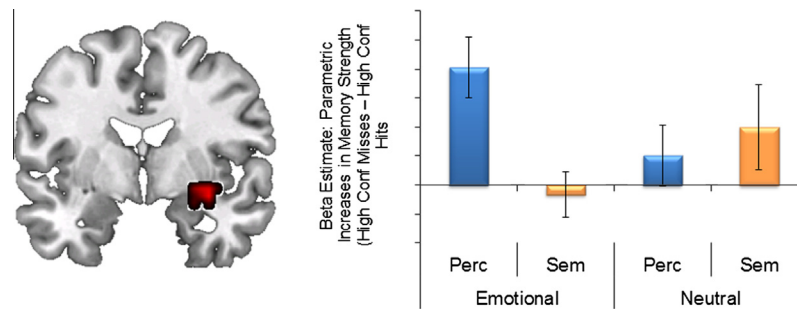 Beta Estimate: Parametric
Increases in Memory Strength
(High Conf Misses – High Conf
Hits
Perc
Sem
Perc
Sem
Emotional
Neutral